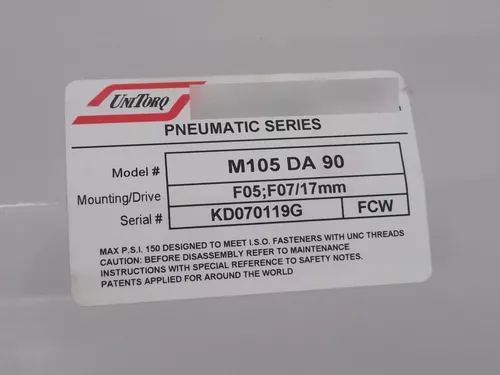 UNITORQ
PNEUMATIC SERIES
Model # M105 DA 90
Mounting/Drive F05;F07/17mm
Serial# KD070119G FCW
MAX P.S.I. 150 DESIGNED TO MEET I.S.O. FASTENERS WITH UNC THREADS
CAUTION: BEFORE DISASSEMBLY REFER TO MAINTENANCE
INSTRUCTIONS WITH SPECIAL REFERENCE TO SAFETY NOTES.
PATENTS APPLIED FOR AROUND THE WORLD